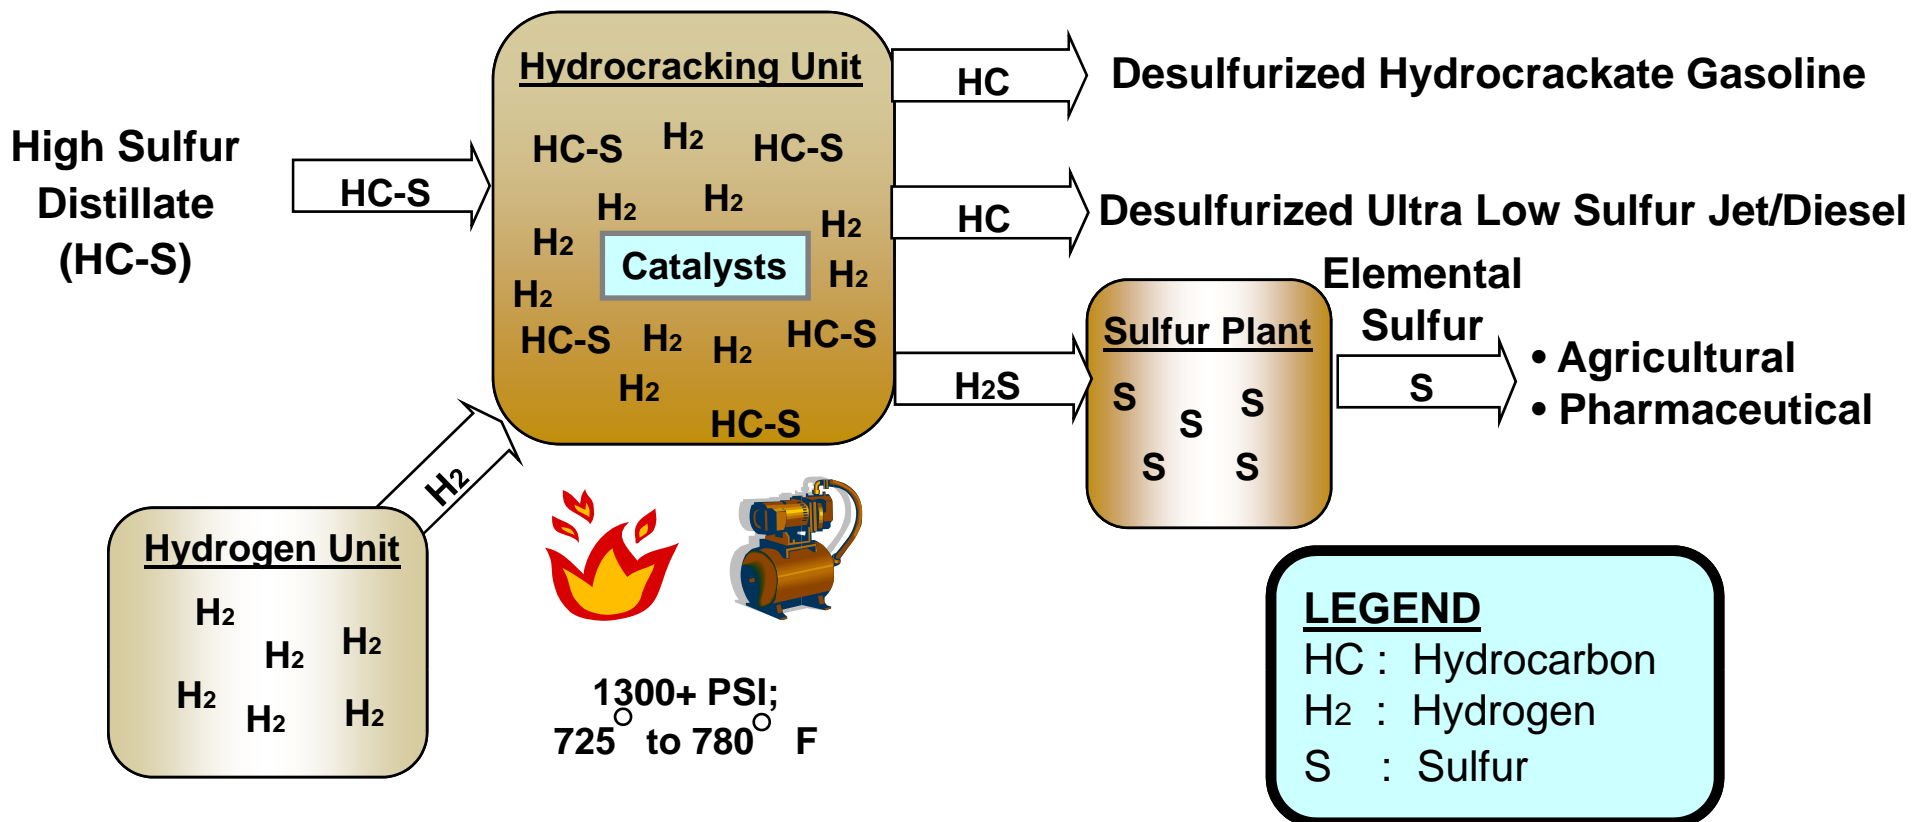 High Sulfur
Distillate
(HC-S)
HC-S
Hydrocracking Unit
HC-S
H2
HC-S
H2
H2
H2
H2
Catalysts
H2
H2
HC-S
H2
H2
HC-S
H2
HC-S
HC
Desulfurized Hydrocrackate Gasoline
HC
Desulfurized Ultra Low Sulfur Jet/Diesel
H2S
Sulfur Plant
S
S
S
S
S
Elemental
Sulfur
S
• Agricultural
• Pharmaceutical
H2
Hydrogen Unit
H2
H2
H2
H2
H2
H2
1300+ PSI;
725° to 780° F
LEGEND
HC : Hydrocarbon
H2 : Hydrogen
S : Sulfur